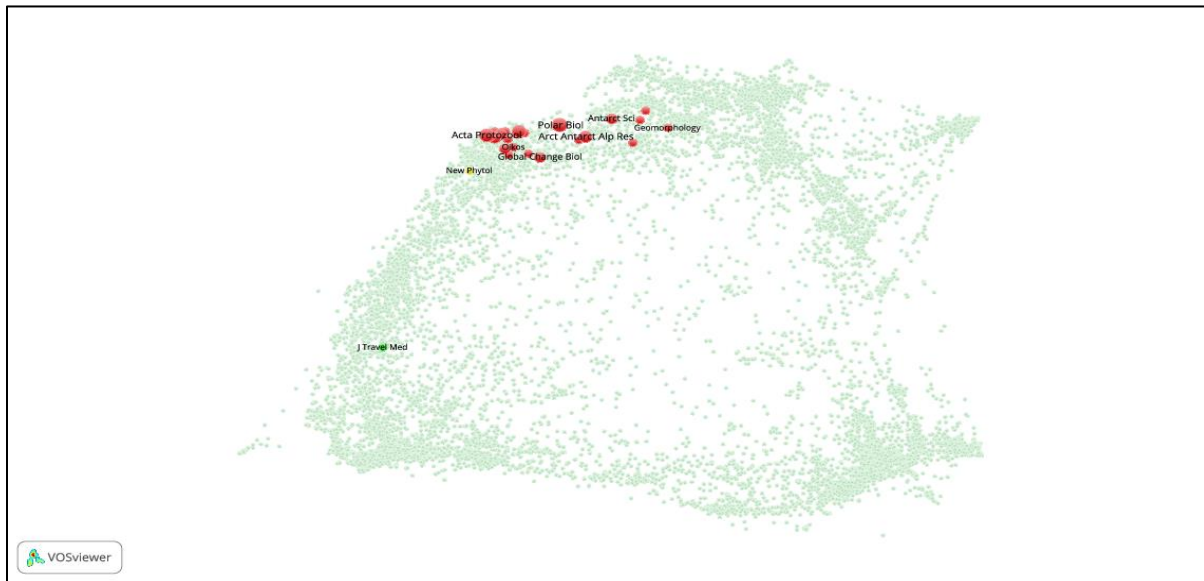 Antarct Sci
Polar Biol
Geomorphology
Acta Protozool
Arct Antarct Alp Res
Oikos
Global Change Biol
New Phytol
J Travel Med
VOSviewer